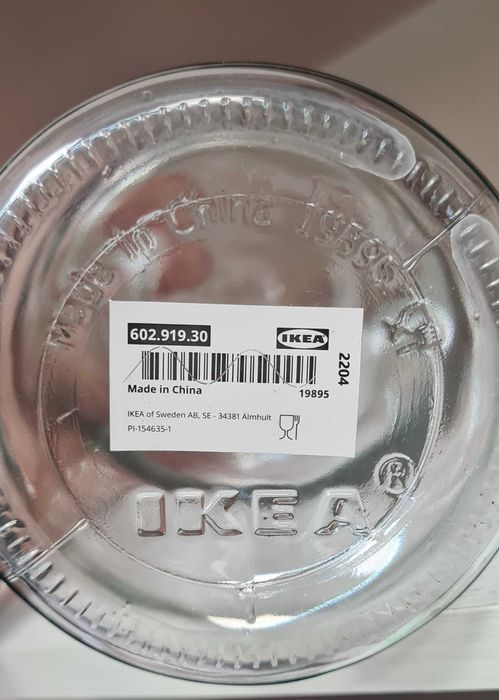 Made in China 19895
602.919.30
IKEA
2204
Made in China
19895
IKEA of Sweden AB, SE - 34381 Älmhult
PI-154635-1
IKEA®